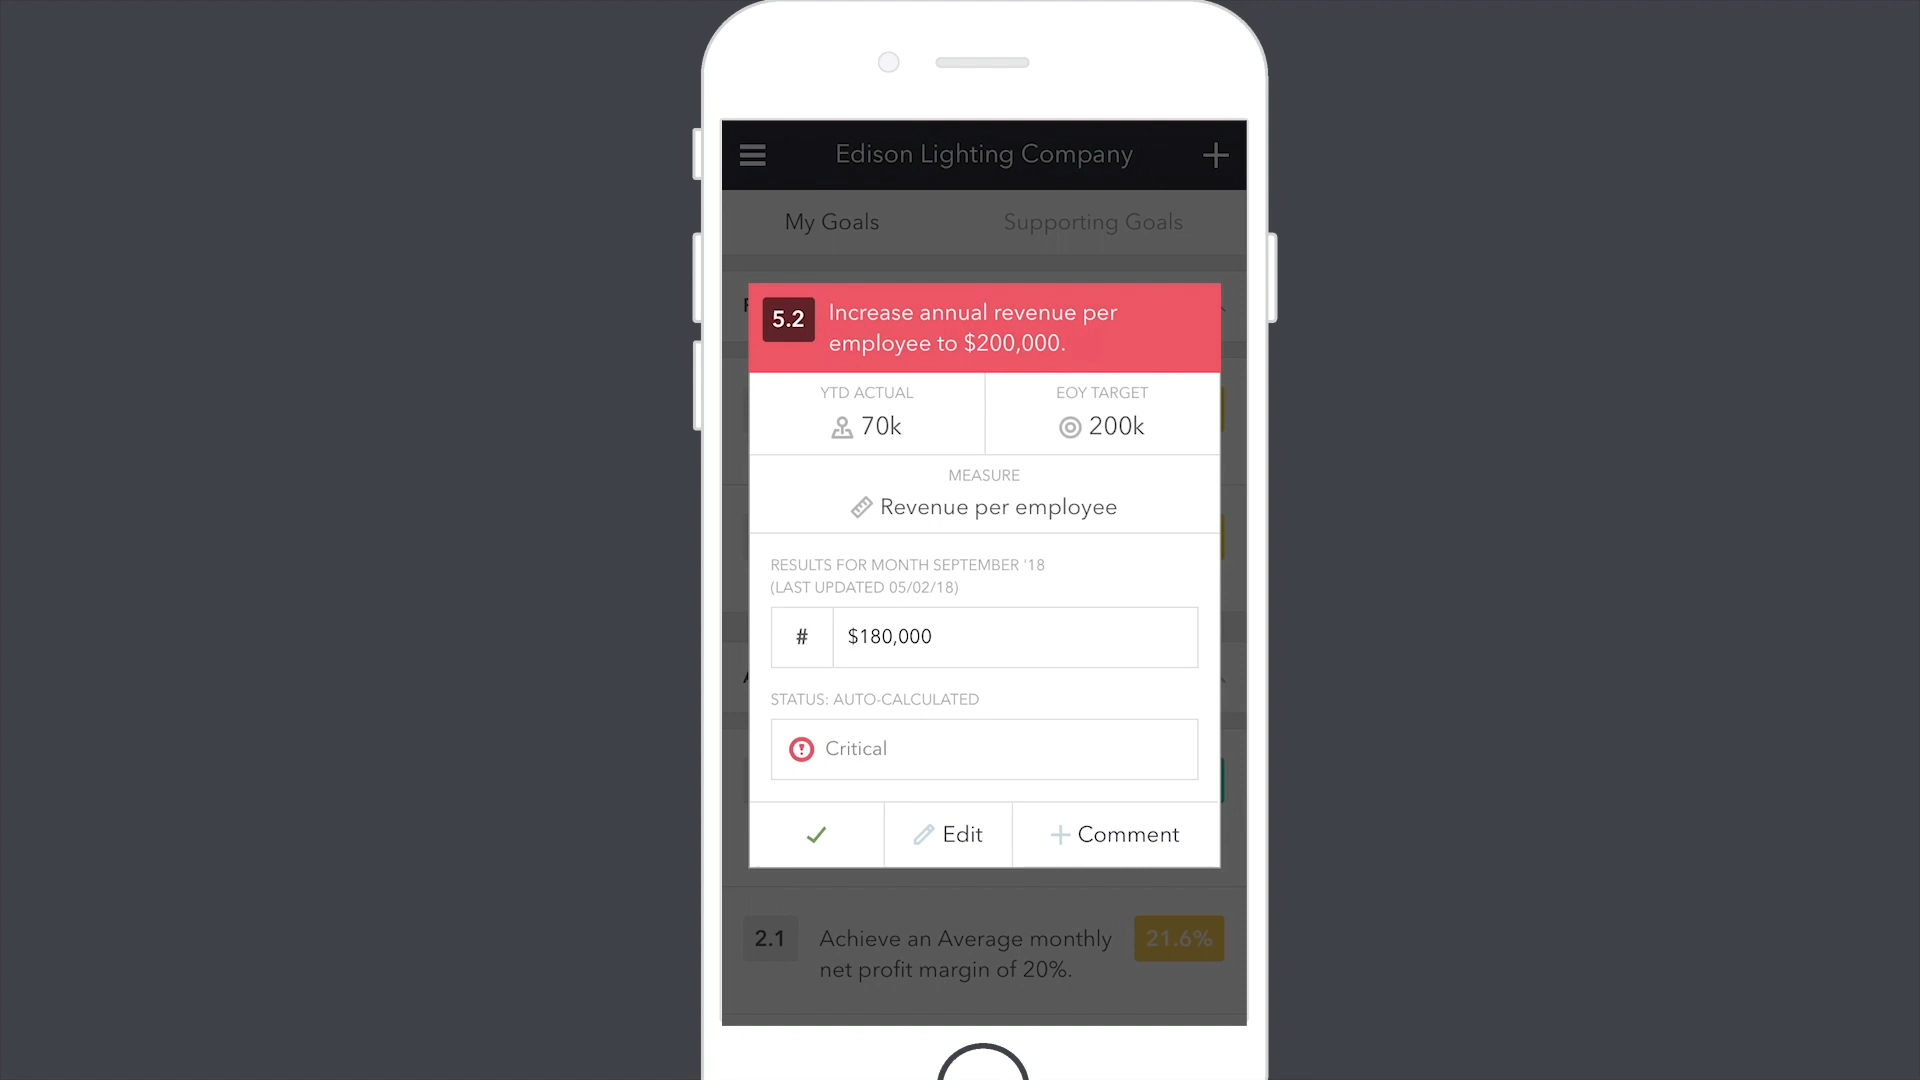 Edison Lighting Company
My Goals
Supporting Goals
5.2
Increase annual revenue per
employee to $200,000.
YTD ACTUAL
EOY TARGET
70k
200k
MEASURE
Revenue per employee
RESULTS FOR MONTH SEPTEMBER '18
(LAST UPDATED 05/02/18)
#
$180,000
STATUS: AUTO-CALCULATED
Critical
Edit
Comment
2.1
Achieve an Average monthly
21.6%
net profit margin of 20%.